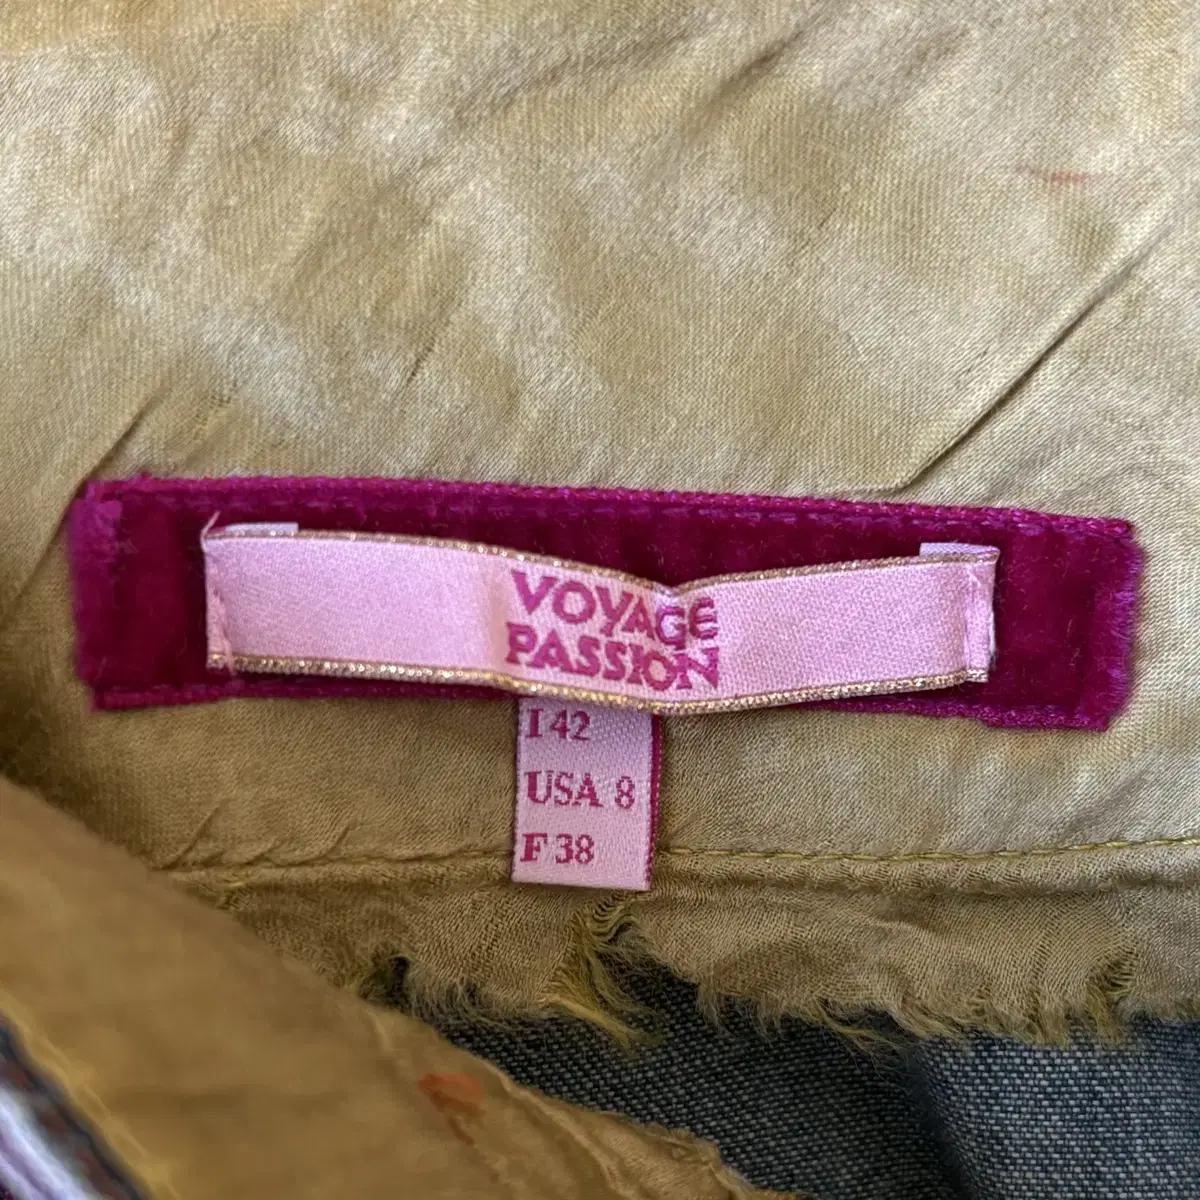 VOYAGE
PASSION
I 42
USA 8
F 38